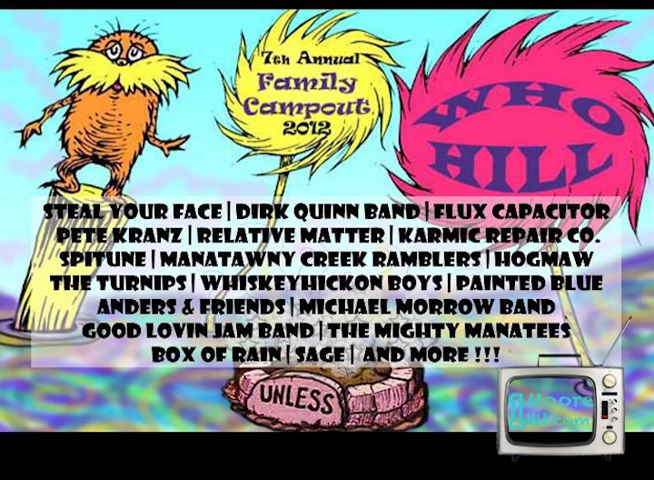 7th Annual
Family
Campout
2012
WHO
HILL
STEAL YOUR FACE | DIRK QUINN BAND | FLUX CAPACITOR
PETE KRANZ | RELATIVE MATTER | KARMIC REPAIR CO.
SPITUNE | MANATAWNY CREEK RAMBLERS | HOGMAW
THE TURNIPS | WHISKEYHICKON BOYS | PAINTED BLUE
ANDERS & FRIENDS | MICHAEL MORROW BAND
GOOD LOVIN JAM BAND | THE MIGHTY MANATEES
BOX OF RAIN | SAGE | AND MORE !!!
UNLESS